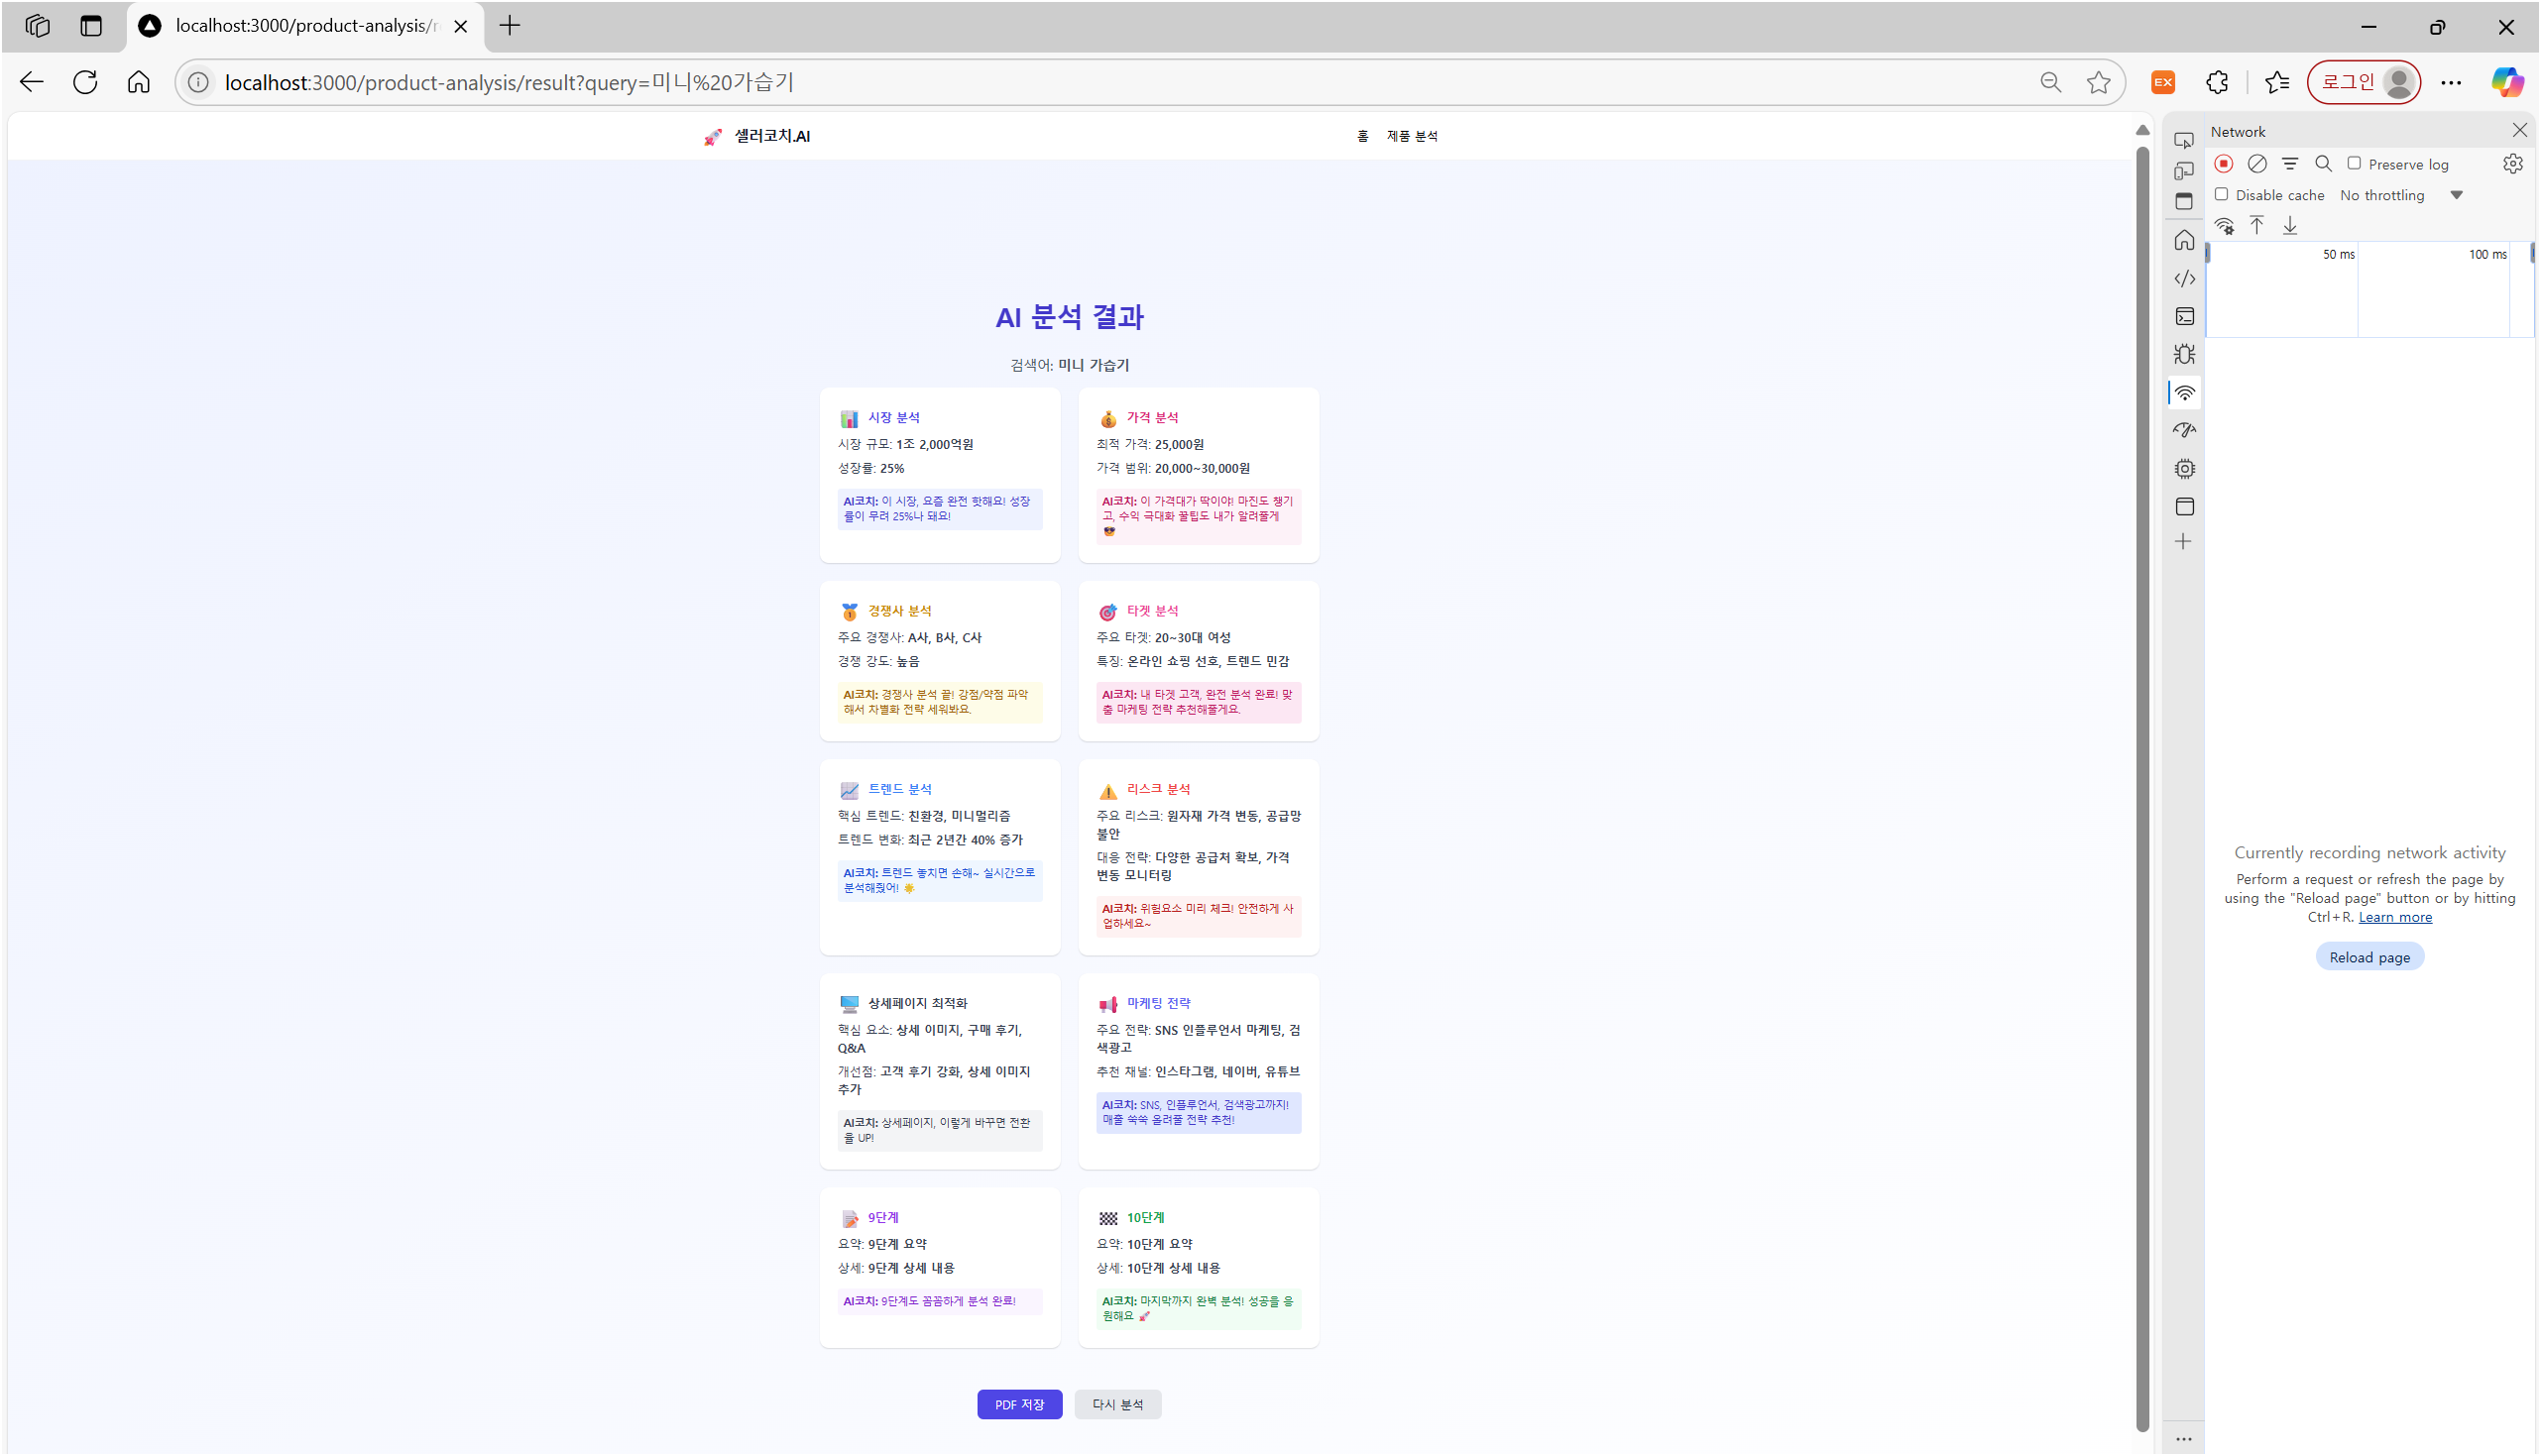 localhost:3000/product-analysis/r
localhost:3000/product-analysis/result?query=미니%20가습기
EX
로그인
셀러코치.AI
홈
제품 분석
AI 분석 결과
검색어: 미니 가습기
시장 분석
시장 규모: 1조 2,000억원
성장률: 25%
AI코치: 이 시장, 요즘 완전 핫해요! 성장
률이 무려 25%나 돼요!
가격 분석
최적 가격: 25,000원
가격 범위: 20,000~30,000원
AI코치: 이 가격대가 딱이야! 마진도 챙기
고, 수익 극대화 꿀팁도 내가 알려줄게
😎
경쟁사 분석
주요 경쟁사: A사, B사, C사
경쟁 강도: 높음
AI코치: 경쟁사 분석 끝! 강점/약점 파악
해서 차별화 전략 세워봐요.
타겟 분석
주요 타겟: 20~30대 여성
특징: 온라인 쇼핑 선호, 트렌드 민감
AI코치: 내 타겟 고객, 완전 분석 완료! 맞
춤 마케팅 전략 추천해줄게요.
트렌드 분석
핵심 트렌드: 친환경, 미니멀리즘
트렌드 변화: 최근 2년간 40% 증가
AI코치: 트렌드 놓치면 손해~ 실시간으로
분석해줬어! ☀️
리스크 분석
주요 리스크: 원자재 가격 변동, 공급망
불안
대응 전략: 다양한 공급처 확보, 가격
변동 모니터링
AI코치: 위험요소 미리 체크! 안전하게 사
업하세요~
상세페이지 최적화
핵심 요소: 상세 이미지, 구매 후기,
Q&A
개선점: 고객 후기 강화, 상세 이미지
추가
AI코치: 상세페이지, 이렇게 바꾸면 전환
율 UP!
마케팅 전략
주요 전략: SNS 인플루언서 마케팅, 검
색광고
추천 채널: 인스타그램, 네이버, 유튜브
AI코치: SNS, 인플루언서, 검색광고까지!
매출 쑥쑥 올려줄 전략 추천!
9단계
요약: 9단계 요약
상세: 9단계 상세 내용
AI코치: 9단계도 꼼꼼하게 분석 완료!
10단계
요약: 10단계 요약
상세: 10단계 상세 내용
AI코치: 마지막까지 완벽 분석! 성공을 응
원해요 🚀
PDF 저장
다시 분석
Network
Preserve log
Disable cache
No throttling
50 ms
100 ms
Currently recording network activity
Perform a request or refresh the page by
using the "Reload page" button or by hitting
Ctrl+R. Learn more
Reload page